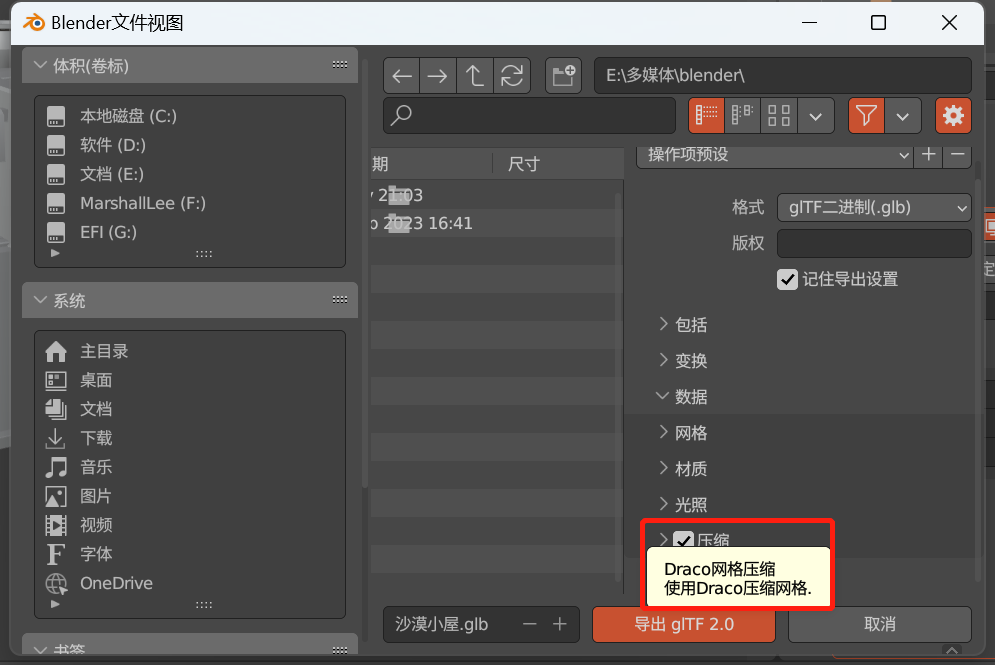 Blender文件视图
体积(卷标)
本地磁盘 (C:)
软件 (D:)
文档 (E:)
MarshallLee (F:)
EFI (G:)
系统
主目录
桌面
文档
下载
音乐
图片
视频
字体
OneDrive
书签
E:\多媒体\blender\
期
尺寸
21:03
2023 16:41
操作项预设
格式
glTF二进制(.glb)
版权
记住导出设置
包括
变换
数据
网格
材质
光照
压缩
Draco网格压缩
使用Draco压缩网格.
沙漠小屋.glb
导出 glTF 2.0
取消
定